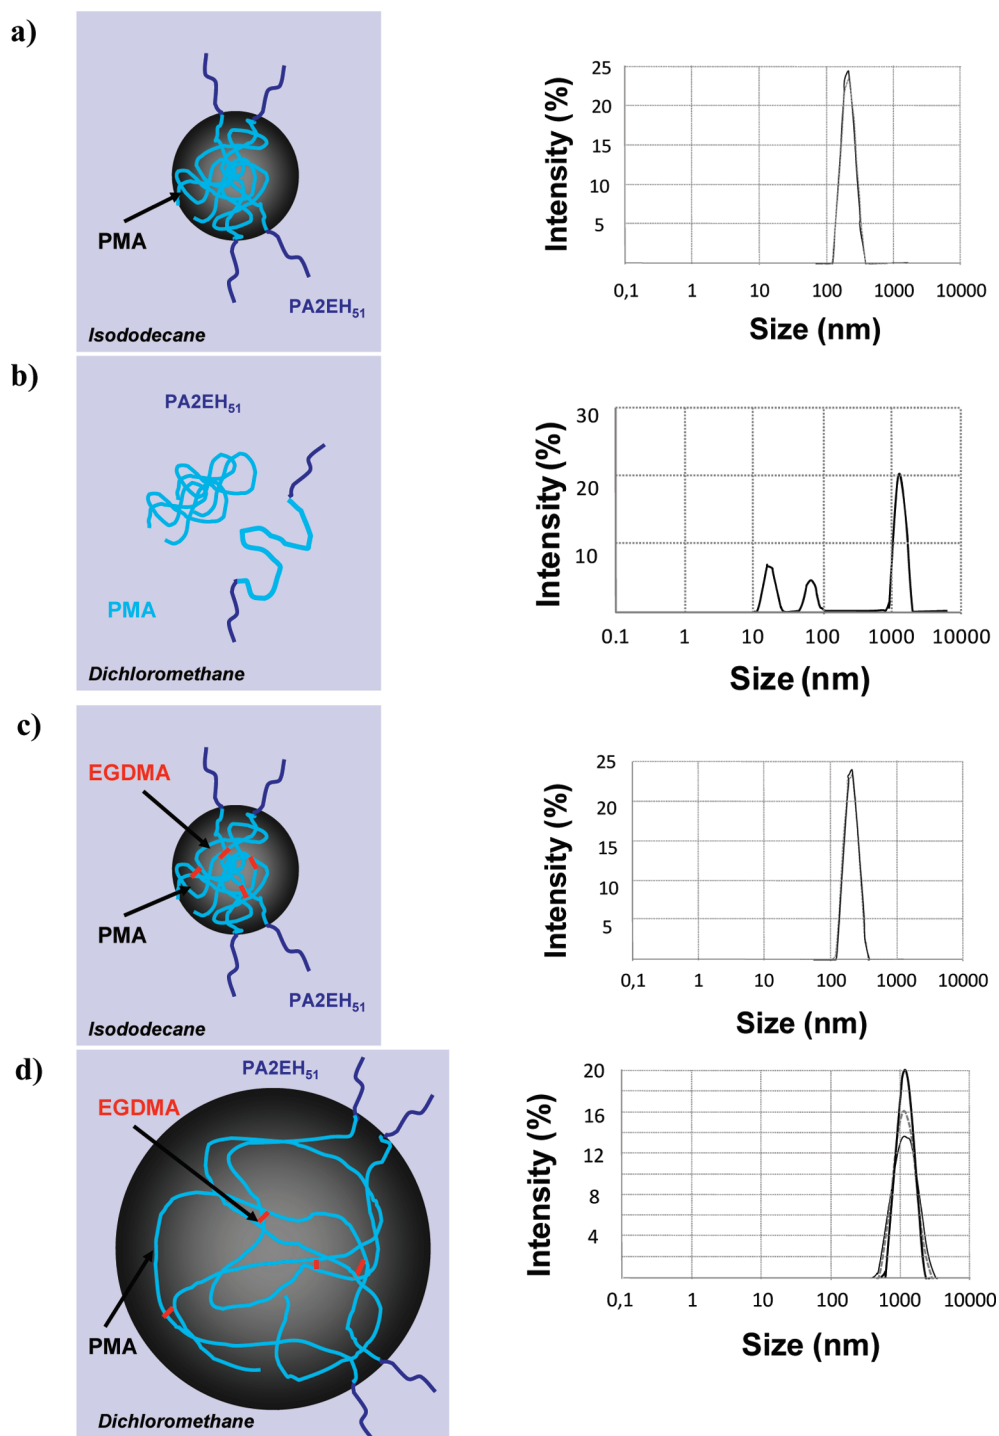 a)
PMA
PA2EH51
Isododecane
Intensity (%)
25
20
15
10
5
0,1 1 10 100 1000 10000
Size (nm)
b)
PA2EH51
PMA
Dichloromethane
Intensity (%)
30
20
10
0.1 1 10 100 1000 10000
Size (nm)
c)
EGDMA
PMA
PA2EH51
Isododecane
Intensity (%)
25
20
15
10
5
0,1 1 10 100 1000 10000
Size (nm)
d)
PA2EH51
EGDMA
PMA
Dichloromethane
Intensity (%)
20
16
12
8
4
0,1 1 10 100 1000 10000
Size (nm)